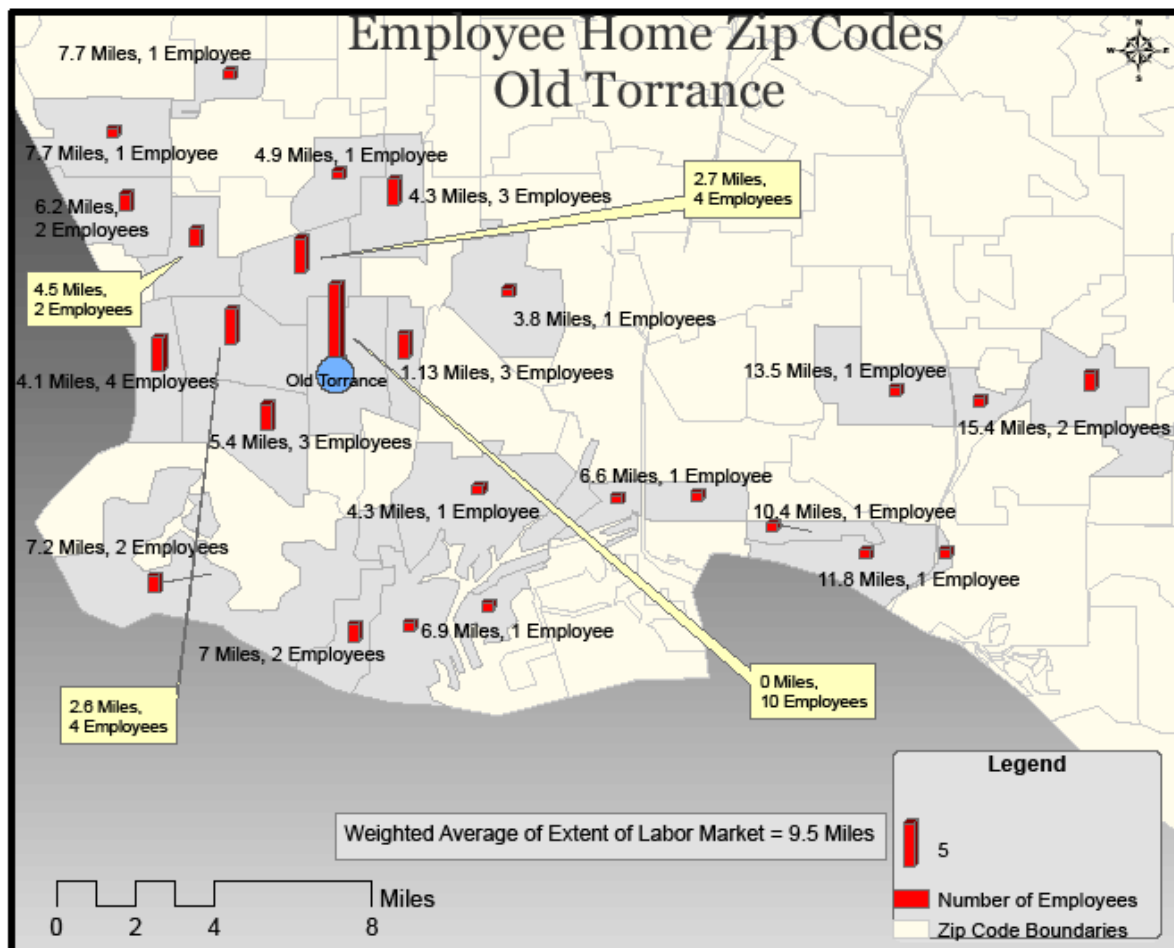 Employee Home Zip Codes
Old Torrance
N
W E
S
7.7 Miles, 1 Employee
7.7 Miles, 1 Employee
4.9 Miles, 1 Employee
4.3 Miles, 3 Employees
2.7 Miles,
4 Employees
6.2 Miles,
2 Employees
4.5 Miles,
2 Employees
3.8 Miles, 1 Employee
4.1 Miles, 4 Employees
Old Torrance
1.13 Miles, 3 Employees
13.5 Miles, 1 Employee
15.4 Miles, 2 Employees
5.4 Miles, 3 Employees
6.6 Miles, 1 Employee
4.3 Miles, 1 Employee
10.4 Miles, 1 Employee
7.2 Miles, 2 Employees
11.8 Miles, 1 Employee
6.9 Miles, 1 Employee
7 Miles, 2 Employees
2.6 Miles,
4 Employees
0 Miles,
10 Employees
Legend
5
Number of Employees
Zip Code Boundaries
Weighted Average of Extent of Labor Market = 9.5 Miles
Miles
0 2 4 8